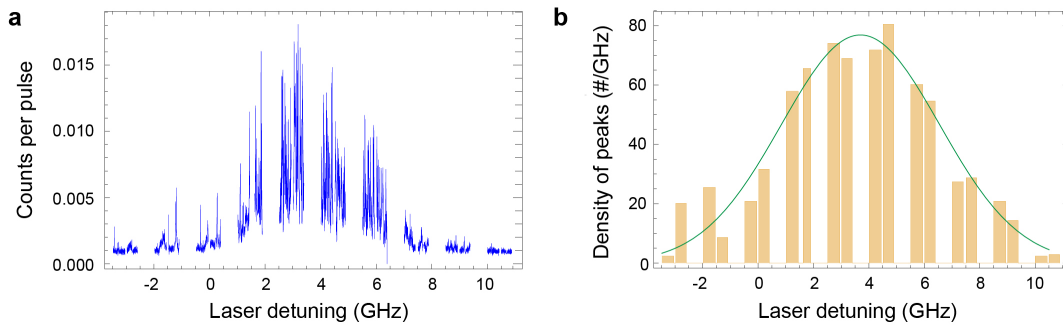 a
Counts per pulse
0.015
0.010
0.005
0.000
-2 0 2 4 6 8 10
Laser detuning (GHz)
b
Density of peaks (#/GHz)
80
60
40
20
0
-2 0 2 4 6 8 10
Laser detuning (GHz)